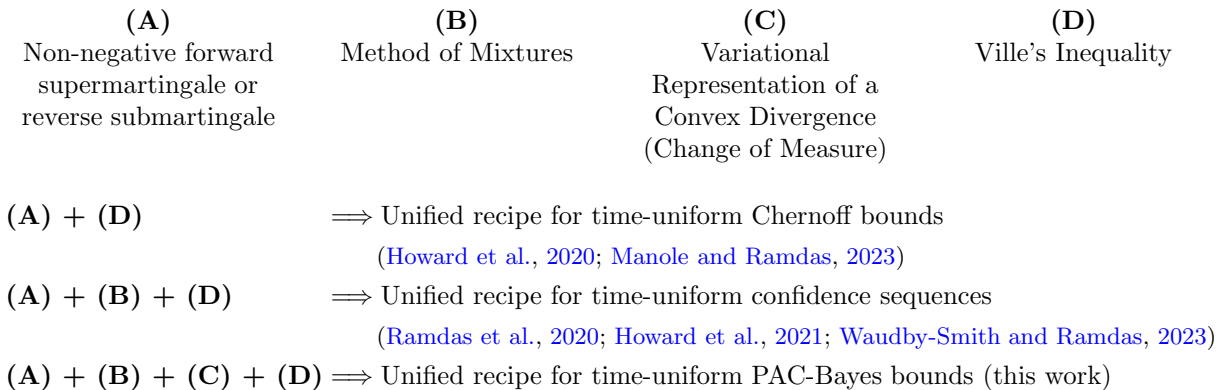 (A) (B) (C) (D)
Non-negative forward supermartingale or reverse submartingale
Method of Mixtures
Variational Representation of a Convex Divergence (Change of Measure)
Ville's Inequality
(A) + (D) ⟹ Unified recipe for time-uniform Chernoff bounds
(Howard et al., 2020; Manole and Ramdas, 2023)
(A) + (B) + (D) ⟹ Unified recipe for time-uniform confidence sequences
(Ramdas et al., 2020; Howard et al., 2021; Waudby-Smith and Ramdas, 2023)
(A) + (B) + (C) + (D) ⟹ Unified recipe for time-uniform PAC-Bayes bounds (this work)